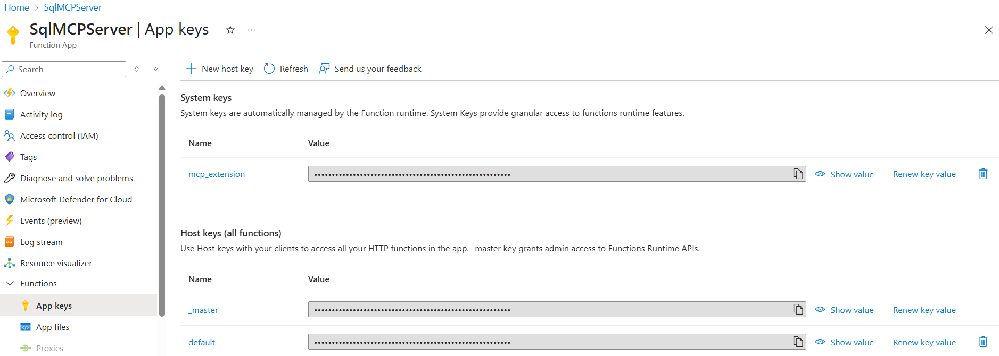 Home > SqlMCPServer
SqlMCPServer | App keys
Function App
Search
Overview
Activity log
Access control (IAM)
Tags
Diagnose and solve problems
Microsoft Defender for Cloud
Events (preview)
Log stream
Resource visualizer
Functions
App keys
App files
Proxies
New host key Refresh Send us your feedback
System keys
System keys are automatically managed by the Function runtime. System Keys provide granular access to functions runtime features.
Name Value
mcp_extension Show value Renew key value
Host keys (all functions)
Use Host keys with your clients to access all your HTTP functions in the app. _master key grants admin access to Functions Runtime APIs.
Name Value
_master Show value Renew key value
default Show value Renew key value